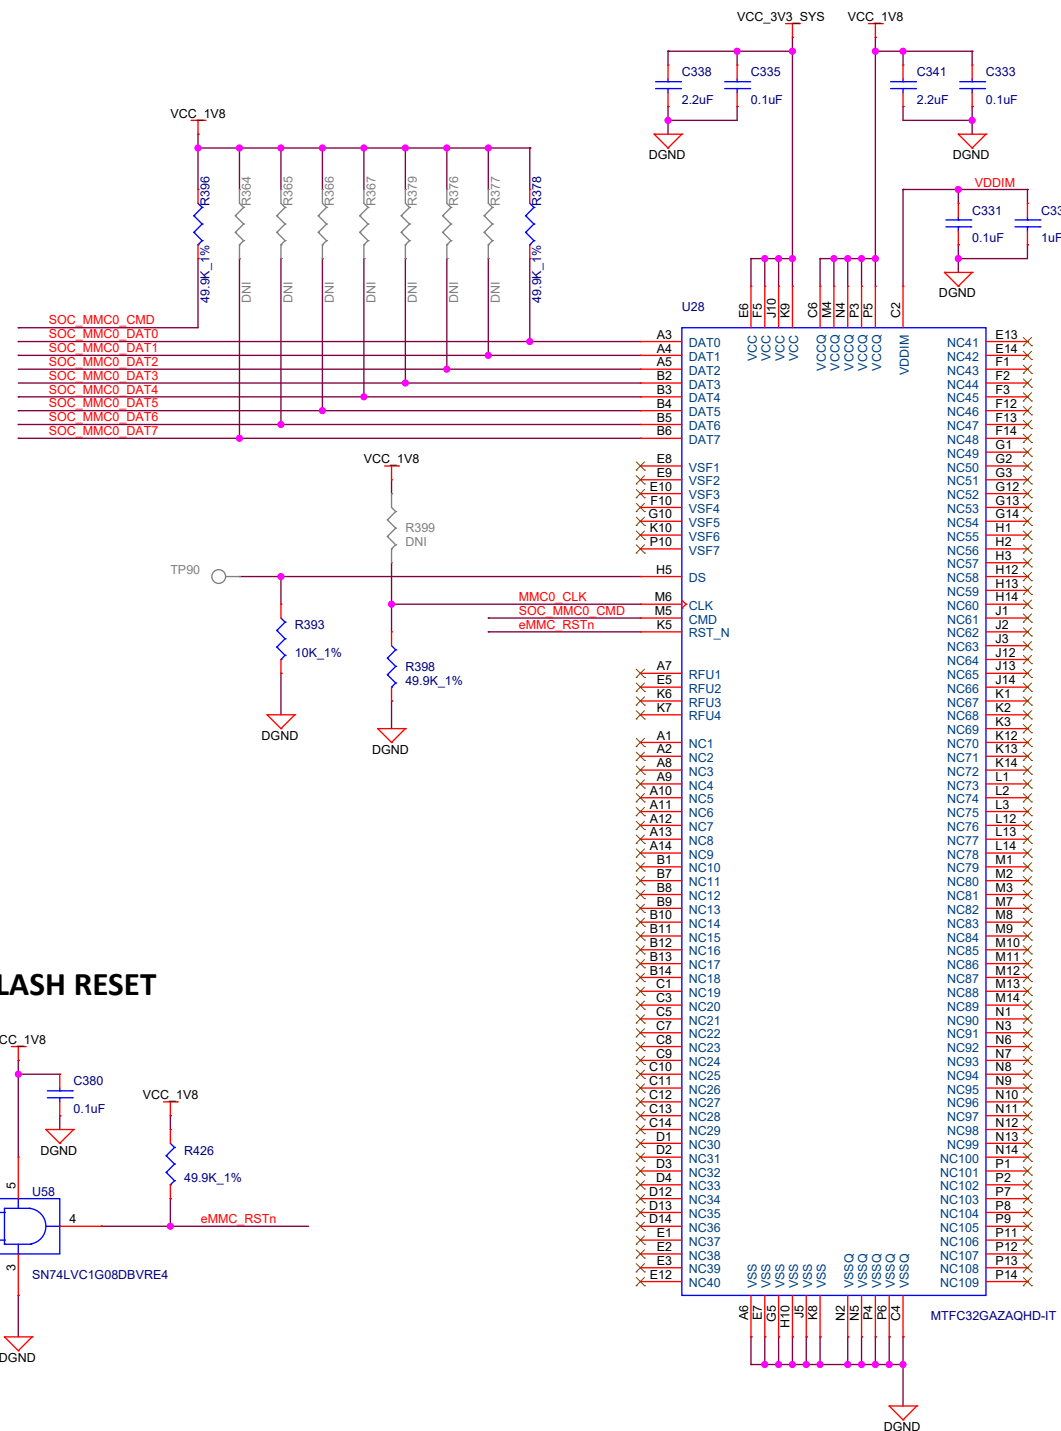 VCC_3V3_SYS VCC_1V8
C338 C335 C341 C333
2.2uF 0.1uF 2.2uF 0.1uF
VCC_1V8
DGND DGND
R396 R364 R365 R366 R367 R379 R376 R377 R378
VDDIM
C331
0.1uF 1uF
49.9K_1% DNI DNI DNI DNI DNI DNI DNI 49.9K_1%
DGND
U28
E6 F5 J10 K9 C6 M4 N4 P3 P5 C2
VCC VCC VCC VCC VCCQ VCCQ VCCQ VCCQ VCCQ VDDIM
SOC_MMC0_CMD
SOC_MMC0_DAT0 A3 DAT0
SOC_MMC0_DAT1 A4 DAT1
SOC_MMC0_DAT2 A5 DAT2
SOC_MMC0_DAT3 B2 DAT3
SOC_MMC0_DAT4 B3 DAT4
SOC_MMC0_DAT5 B4 DAT5
SOC_MMC0_DAT6 B5 DAT6
SOC_MMC0_DAT7 B6 DAT7
E8 VSF1
E9 VSF2
E10 VSF3
F10 VSF4
G10 VSF5
K10 VSF6
P10 VSF7
VCC_1V8
R399
DNI
TP90
H5 DS
MMC0_CLK M6 CLK
SOC_MMC0_CMD M5 CMD
eMMC_RSTn K5 RST_N
R393
10K_1%
R398
49.9K_1%
DGND
DGND
A7 RFU1
E5 RFU2
K6 RFU3
K7 RFU4
A1 NC1
A2 NC2
A8 NC3
A9 NC4
A10 NC5
A11 NC6
A12 NC7
A13 NC8
A14 NC9
B1 NC10
B7 NC11
B8 NC12
B9 NC13
B10 NC14
B11 NC15
B12 NC16
B13 NC17
B14 NC18
C1 NC19
C3 NC20
C5 NC21
C7 NC22
C8 NC23
C9 NC24
C10 NC25
C11 NC26
C12 NC27
C13 NC28
C14 NC29
D1 NC30
D2 NC31
D3 NC32
D4 NC33
D12 NC34
D13 NC35
D14 NC36
E1 NC37
E2 NC38
E3 NC39
E12 NC40
NC41 E13
NC42 E14
NC43 F1
NC44 F2
NC45 F3
NC46 F12
NC47 F13
NC48 F14
NC49 G1
NC50 G2
NC51 G3
NC52 G12
NC53 G13
NC54 G14
NC55 H1
NC56 H2
NC57 H3
NC58 H12
NC59 H13
NC60 H14
NC61 J1
NC62 J2
NC63 J3
NC64 J12
NC65 J13
NC66 J14
NC67 K1
NC68 K2
NC69 K3
NC70 K12
NC71 K13
NC72 K14
NC73 L1
NC74 L2
NC75 L3
NC76 L12
NC77 L13
NC78 L14
NC79 M1
NC80 M2
NC81 M3
NC82 M7
NC83 M8
NC84 M9
NC85 M10
NC86 M11
NC87 M12
NC88 M13
NC89 M14
NC90 N1
NC91 N3
NC92 N6
NC93 N7
NC94 N8
NC95 N9
NC96 N10
NC97 N11
NC98 N12
NC99 N13
NC100 N14
NC101 P1
NC102 P2
NC103 P7
NC104 P8
NC105 P9
NC106 P11
NC107 P12
NC108 P13
NC109 P14
VSS VSS VSS VSS VSS VSS VSSQ VSSQ VSSQ VSSQ VSSQ
A6 E7 G5 H10 J5 K8 N2 N5 P4 P6 C4
MTFC32GAZAQHD-IT
DGND
LASH RESET
CC_1V8
C380
0.1uF
DGND
VCC_1V8
R426
49.9K_1%
5
U58
4
eMMC_RSTn
3
SN74LVC1G08DBVRE4
DGND